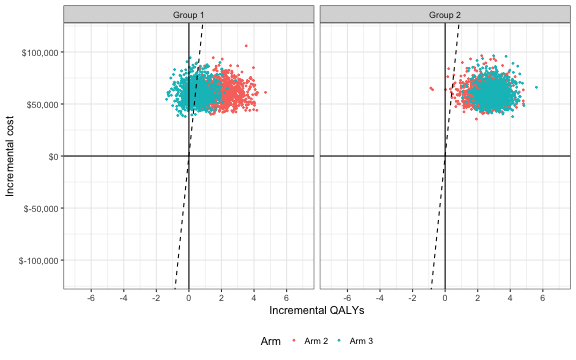 Group 1
Group 2
Incremental cost
$100,000
$50,000
$0
$-50,000
$-100,000
-6 -4 -2 0 2 4 6
-6 -4 -2 0 2 4 6
Incremental QALYs
Arm Arm 2 Arm 3